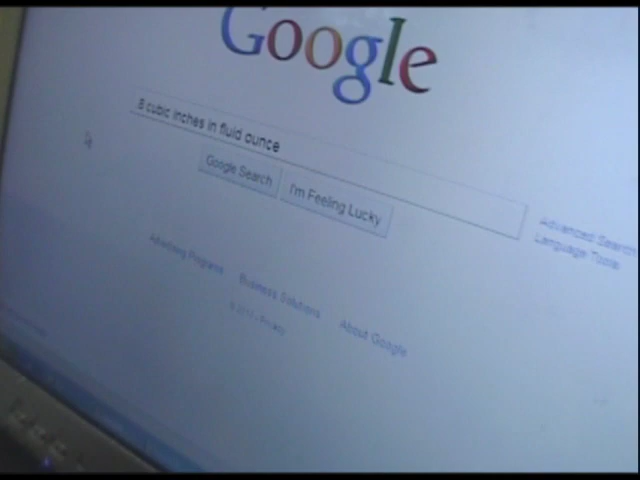 Google
8 cubic inches in fluid ounce
Google Search
I'm Feeling Lucky
Advanced Search
Language Tools
Advertising Programs
Business Solutions
About Google
Privacy